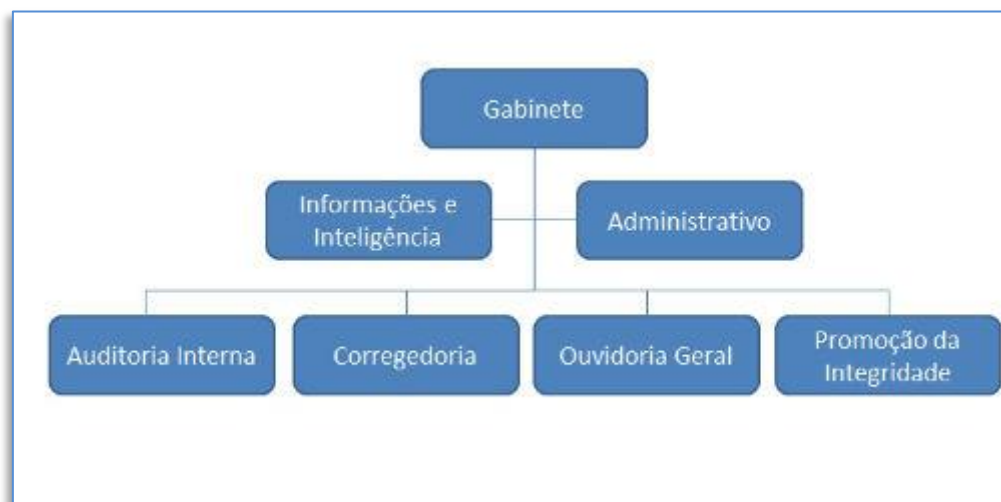 Gabinete
Informações e
Inteligência
Administrativo
Auditoria Interna
Corregedoria
Ouvidoria Geral
Promoção da
Integridade